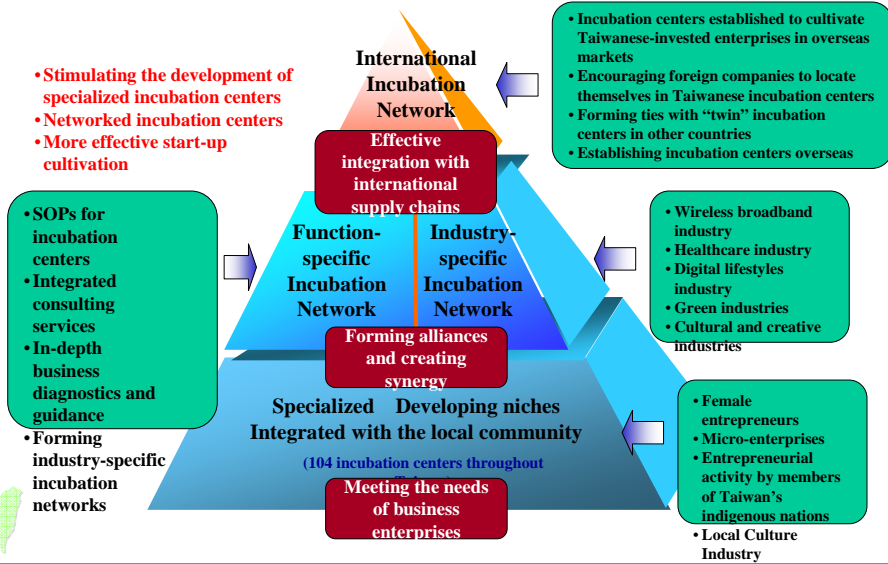 • Incubation centers established to cultivate
Taiwanese-invested enterprises in overseas
markets
• Encouraging foreign companies to locate
themselves in Taiwanese incubation centers
• Forming ties with “twin” incubation
centers in other countries
• Establishing incubation centers overseas
• Stimulating the development of
specialized incubation centers
• Networked incubation centers
• More effective start-up
cultivation
International
Incubation
Network
Effective
integration with
international
supply chains
• SOPs for
incubation
centers
• Integrated
consulting
services
• In-depth
business
diagnostics and
guidance
• Forming
industry-specific
incubation
networks
Function-
specific
Incubation
Network
Industry-
specific
Incubation
Network
• Wireless broadband
industry
• Healthcare industry
• Digital lifestyles
industry
• Green industries
• Cultural and creative
industries
Forming alliances
and creating
synergy
Specialized Developing niches
Integrated with the local community
(104 incubation centers throughout
Meeting the needs
of business
enterprises
• Female
entrepreneurs
• Micro-enterprises
• Entrepreneurial
activity by members
of Taiwan’s
indigenous nations
• Local Culture
Industry